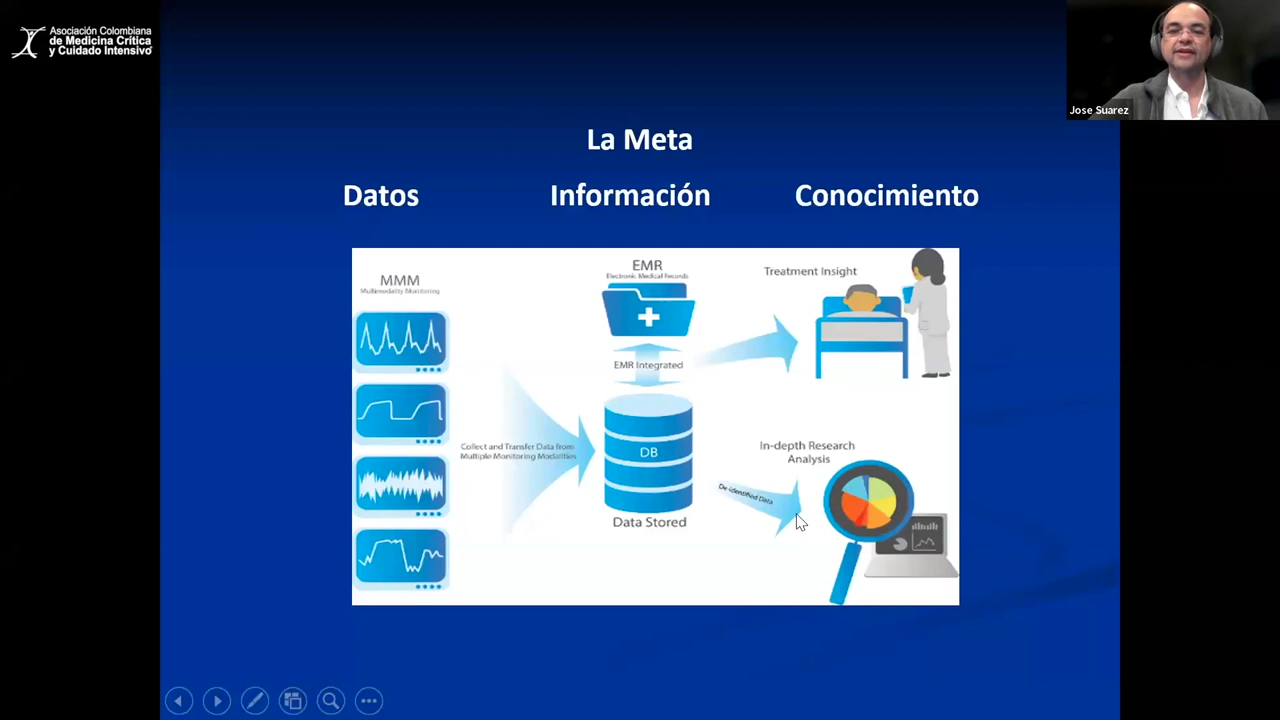 Asociación Colombiana
de Medicina Crítica
y Cuidado Intensivo
Jose Suarez
La Meta
Datos
Información
Conocimiento
MMM
Multimodality Monitoring
EMR
Electronic Medical Records
EMR Integrated
Treatment Insight
Collect and Transfer Data from
Multiple Monitoring Modalities
DB
Data Stored
In-depth Research
Analysis
De-identified Data